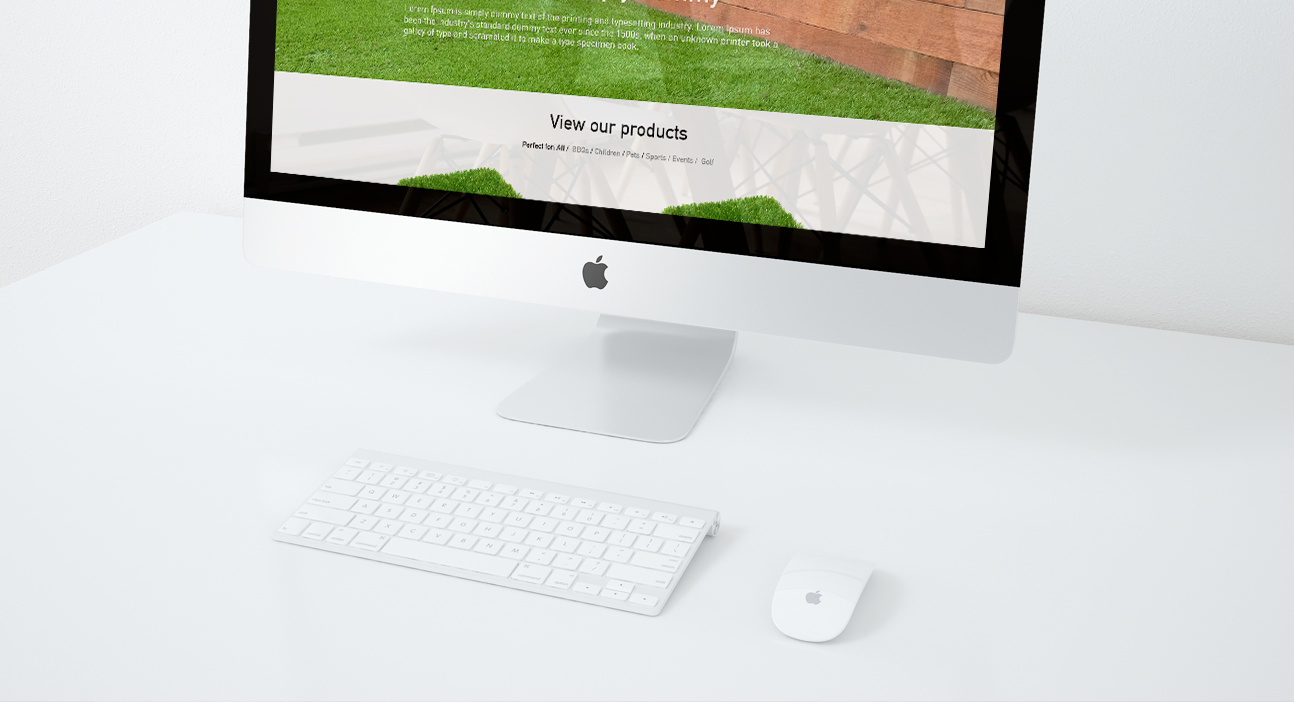 Lorem Ipsum is simply dummy text of the printing and typesetting industry. Lorem Ipsum has
been the industry's standard dummy text ever since the 1500s, when an unknown printer took a
galley of type and scrambled it to make a type specimen book.
View our products
Perfect for: All / BBQs / Children / Pets / Sports / Events / Golf